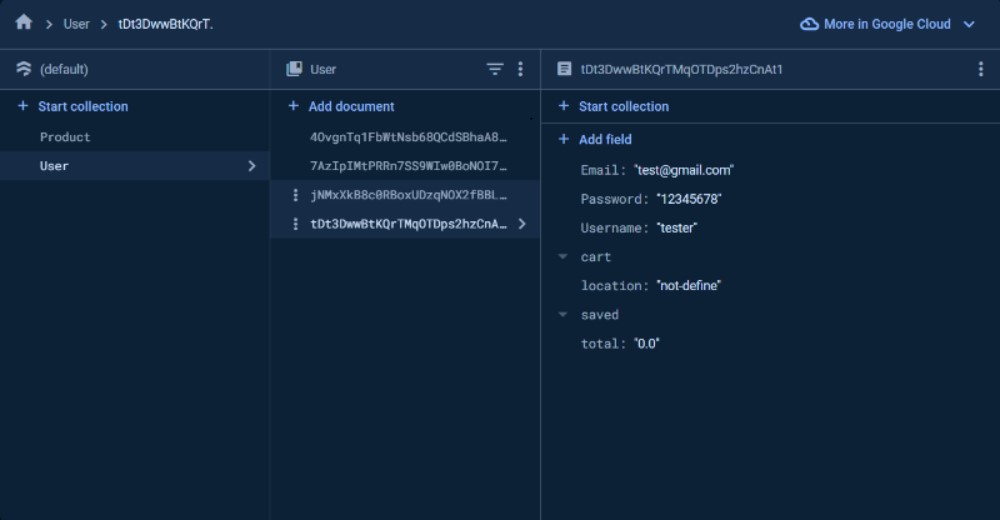 User tDt3DwwBtKQrT.
More in Google Cloud
(default)
User
tDt3DwwBtKQrTMqOTDps2hzCnAt1
+ Start collection
Product
User
+ Add document
4OvgnTq1FbWtNsb68QCdSBhaA8…
7AzIpIMtPRRn7SS9WIw0BoNOI7…
jNMxXkB8c0RBoxUDzqNOX2fBBL…
tDt3DwwBtKQrTMqOTDps2hzCnA…
+ Start collection
+ Add field
Email: "test@gmail.com"
Password: "12345678"
Username: "tester"
cart
location: "not-define"
saved
total: "0.0"